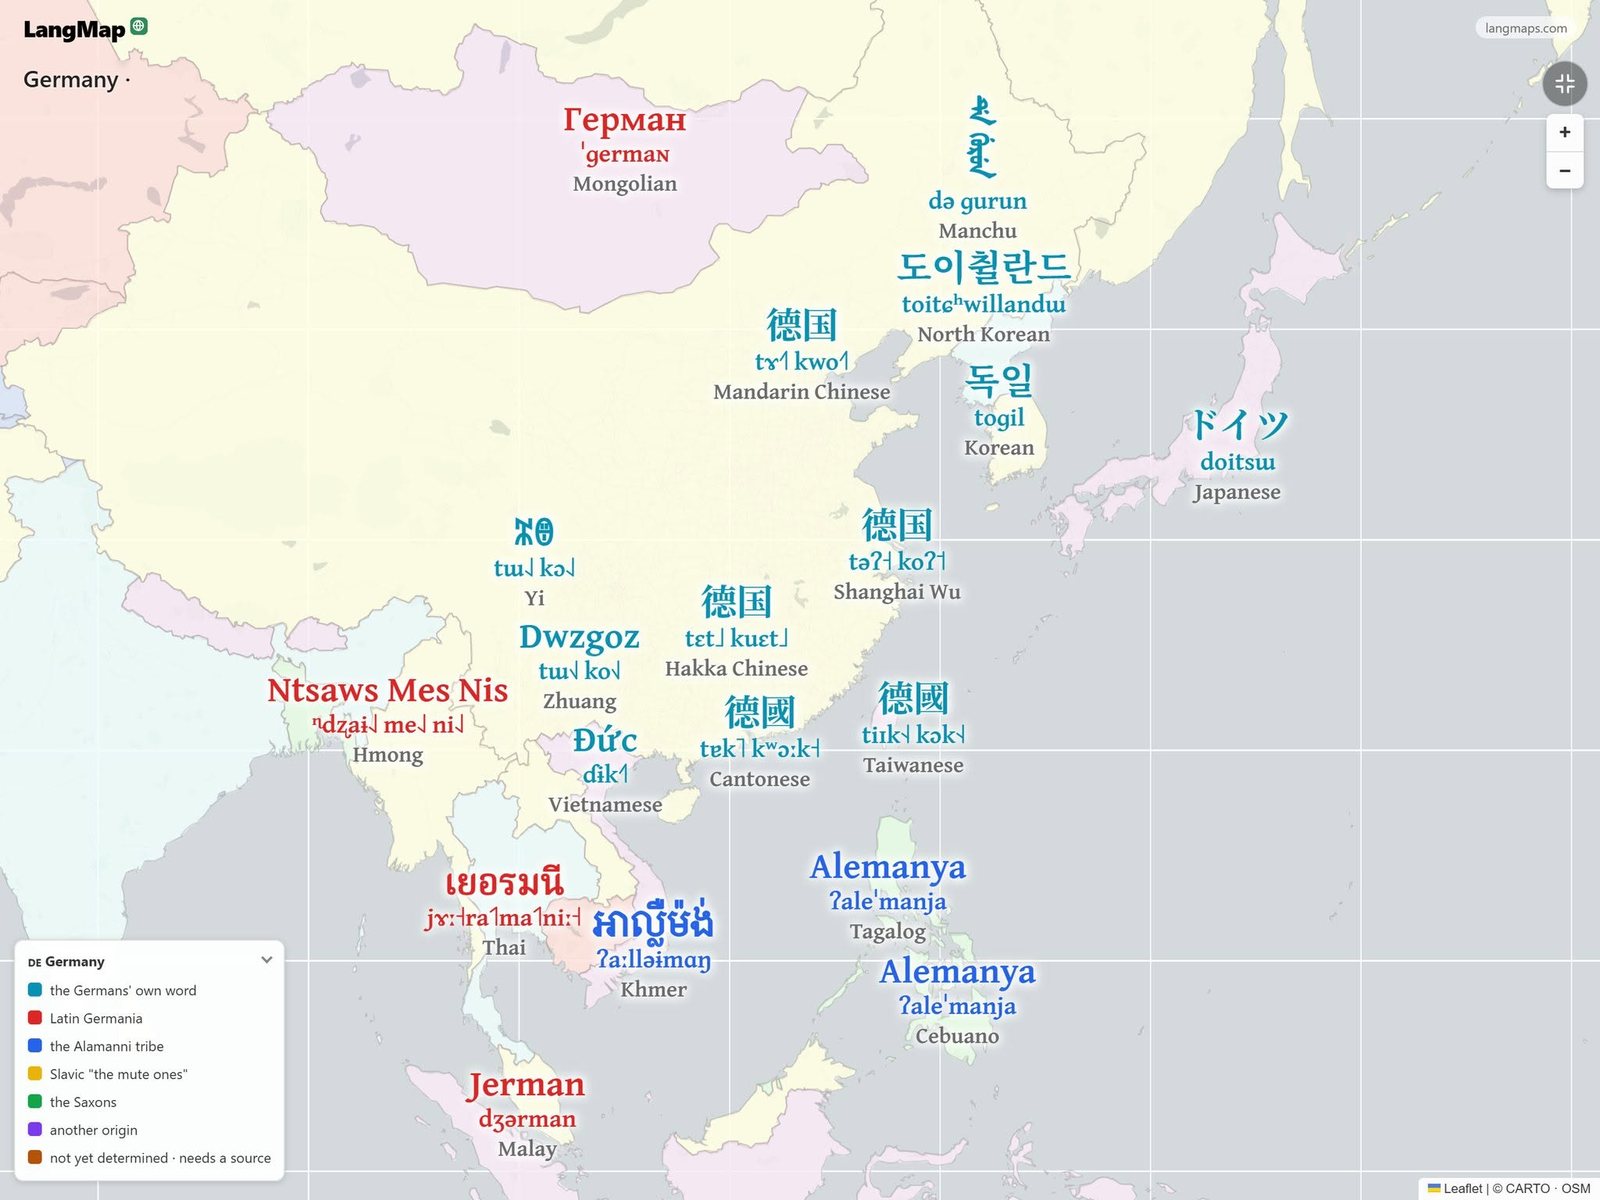 LangMap
langmaps.com
Germany ·
+
−
Герман
ˈɡermaɴ
Mongolian
də gurun
Manchu
도이췰란드
toitɕʰwillandɯ
North Korean
德国
tɤ˧˥ kwo˧˥
Mandarin Chinese
독일
togil
Korean
ドイツ
doitsɯ
Japanese
德国
təʔ˧ koʔ˦
Shanghai Wu
tɯ˨˩ kɔ˨˩
Yi
德国
tɛt˩ kuɛt˩
Hakka Chinese
Dwzgoz
tɯ˧˩ ko˧˩
Zhuang
Ntsaws Mes Nis
ⁿdʐaɨ˨˩ me˨˩ ni˨˩
Hmong
德國
tɐk˥ kʷɔːk˧
Cantonese
德國
tiɪk˧˨ kɔk˧˨
Taiwanese
Đức
ɗɨk˧˥
Vietnamese
เยอรมนี
jɤː˧ra˦˥ma˦˥niː˧
Thai
អាល្លឺម៉ង់
ʔaːlləɨmɑŋ
Khmer
Alemanya
ʔaleˈmanja
Tagalog
Alemanya
ʔaleˈmanja
Cebuano
Jerman
dʒərman
Malay
DE Germany
the Germans' own word
Latin Germania
the Alamanni tribe
Slavic "the mute ones"
the Saxons
another origin
not yet determined · needs a source
Leaflet | © CARTO · OSM